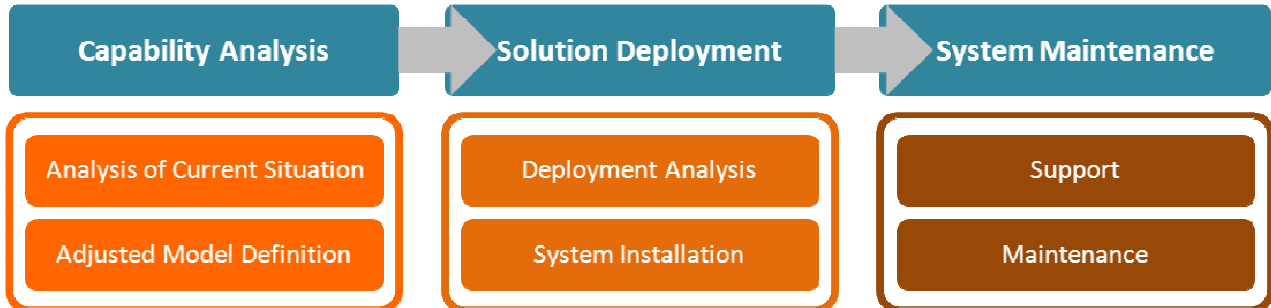 Capability Analysis
Solution Deployment
System Maintenance
Analysis of Current Situation
Deployment Analysis
Support
Adjusted Model Definition
System Installation
Maintenance